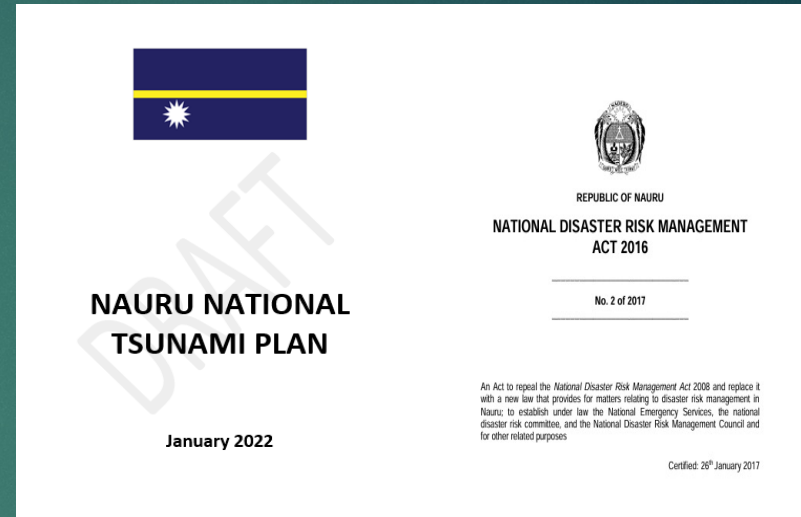 DRAFT
NAURU NATIONAL
TSUNAMI PLAN
January 2022
NAURU
REPUBLIC OF NAURU
NATIONAL DISASTER RISK MANAGEMENT
ACT 2016
No. 2 of 2017
An Act to repeal the National Disaster Risk Management Act 2008 and replace it
with a new law that provides for matters relating to disaster risk management in
Nauru; to establish under law the National Emergency Services, the national
disaster risk committee, and the National Disaster Risk Management Council and
for other related purposes
Certified: 26th January 2017